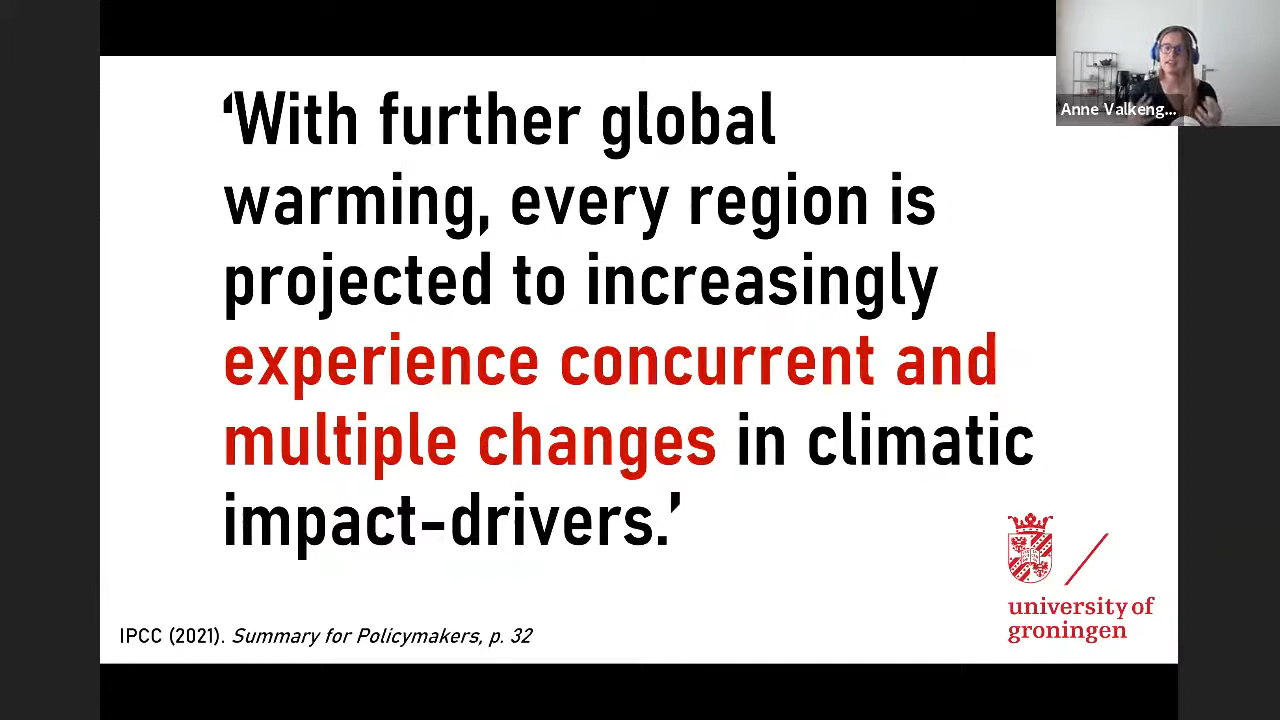 ‘With further global
warming, every region is
projected to increasingly
experience concurrent and
multiple changes in climatic
impact-drivers.’
IPCC (2021). Summary for Policymakers, p. 32
university of
groningen
Anne Valkeng...